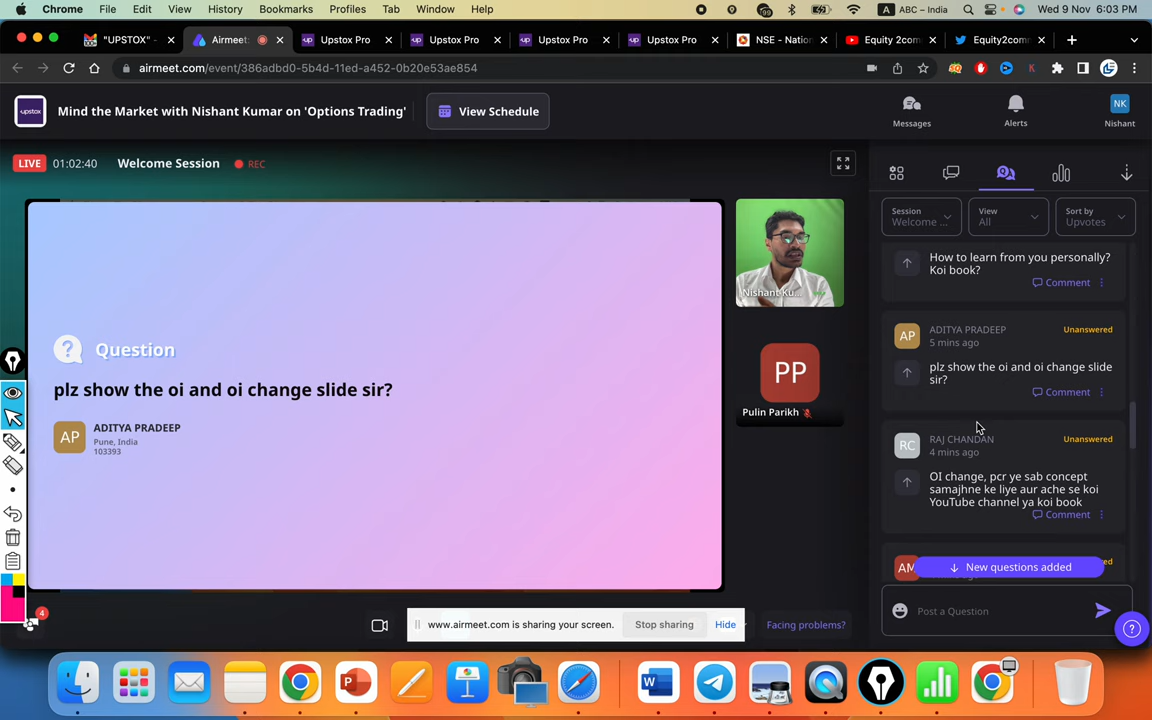 Chrome File Edit View History Bookmarks Profiles Tab Window Help A ABC – India Wed 9 Nov 6:03 PM
"UPSTOX" - Airmeet: Upstox Pro Upstox Pro Upstox Pro Upstox Pro NSE - Natio Equity 2com Equity2com
airmeet.com/event/386adbd0-5b4d-11ed-a452-0b20e53ae854
upstox Mind the Market with Nishant Kumar on 'Options Trading' View Schedule
Messages Alerts NK Nishant
LIVE 01:02:40 Welcome Session REC
Question
plz show the oi and oi change slide sir?
AP ADITYA PRADEEP
Pune, India
103393
Nishant Ku...
PP
Pulin Parikh
Session
Welcome ...
View
All
Sort by
Upvotes
How to learn from you personally?
Koi book?
Comment
AP ADITYA PRADEEP Unanswered
5 mins ago
plz show the oi and oi change slide
sir?
Comment
RC RAJ CHANDAN Unanswered
4 mins ago
OI change, pcr ye sab concept
samajhne ke liye aur ache se koi
YouTube channel ya koi book
Comment
AM New questions added ed
Post a Question
4
www.airmeet.com is sharing your screen. Stop sharing Hide
Facing problems?